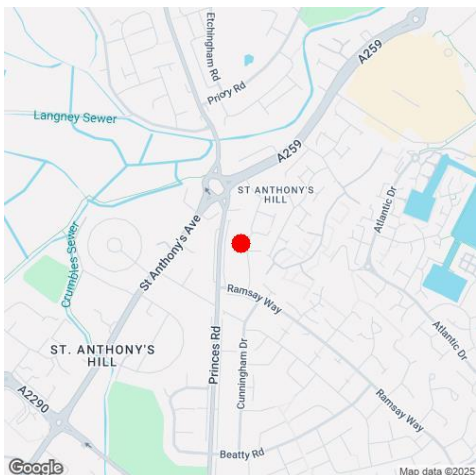 Etchingham Rd
A259
Priory Rd
Langney Sewer
A259
ST ANTHONY'S
HILL
Atlantic Dr
St Anthony's Ave
Crumbles Sewer
Ramsay Way
Atlantic Dr
ST. ANTHONY'S
HILL
Princes Rd
Cunningham Dr
A2290
Ramsay Way
Beatty Rd
Google
Map data ©2025